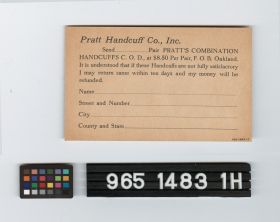 Pratt Handcuff Co., Inc.
Send Pair PRATT'S COMBINATION
HANDCUFFS C. O. D., at $8.50 Per Pair, F. O. B. Oakland.
It is understood that if these Handcuffs are not fully satisfactory
I may return same within ten days and my money will be
refunded.
Name
Street and Number
City
County and State
965 1483 1H